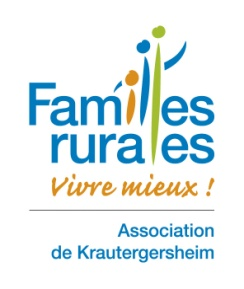 Familles
rurales
Vivre mieux !
Association
de Krautergersheim